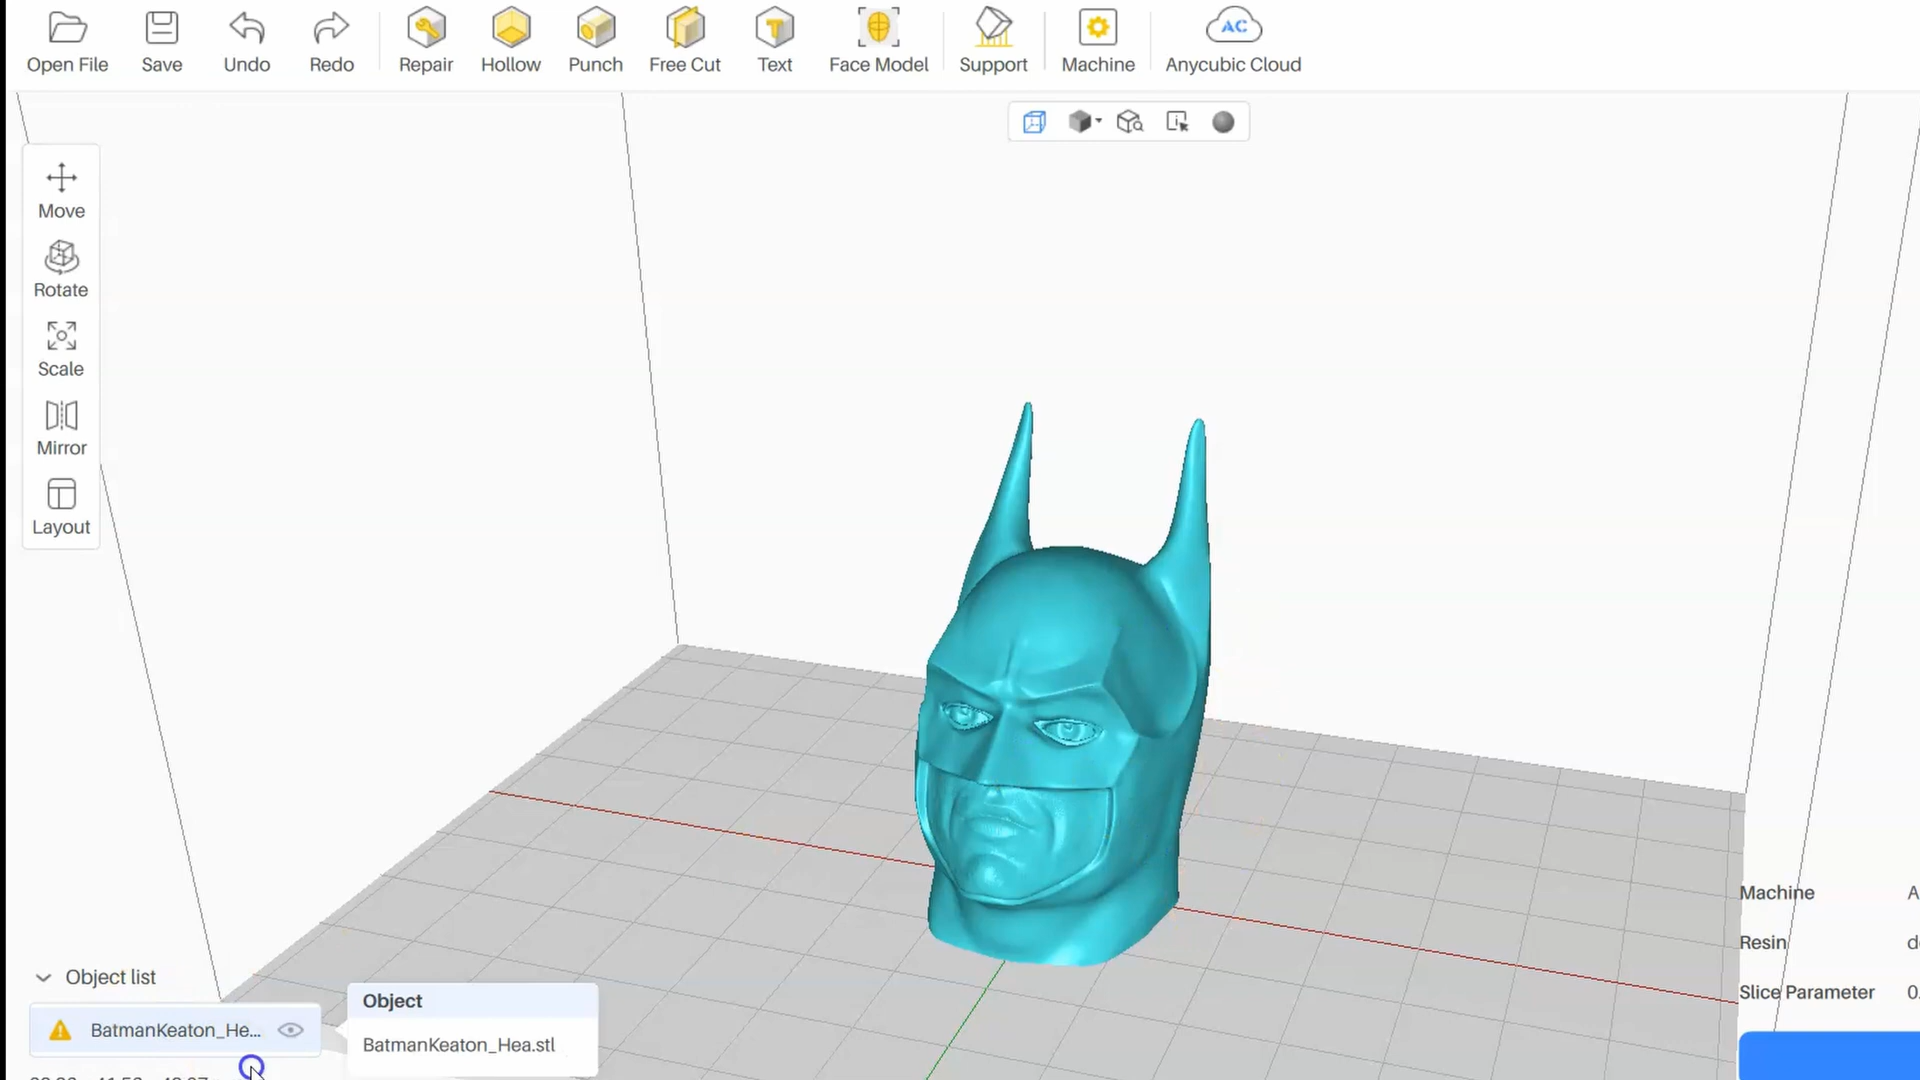 Open File Save Undo Redo Repair Hollow Punch Free Cut Text Face Model Support Machine Anycubic Cloud
AC
Move
Rotate
Scale
Mirror
Layout
Machine A
Resin d
Slice Parameter 0.
Object list
Object
BatmanKeaton_He...
BatmanKeaton_Hea.stl